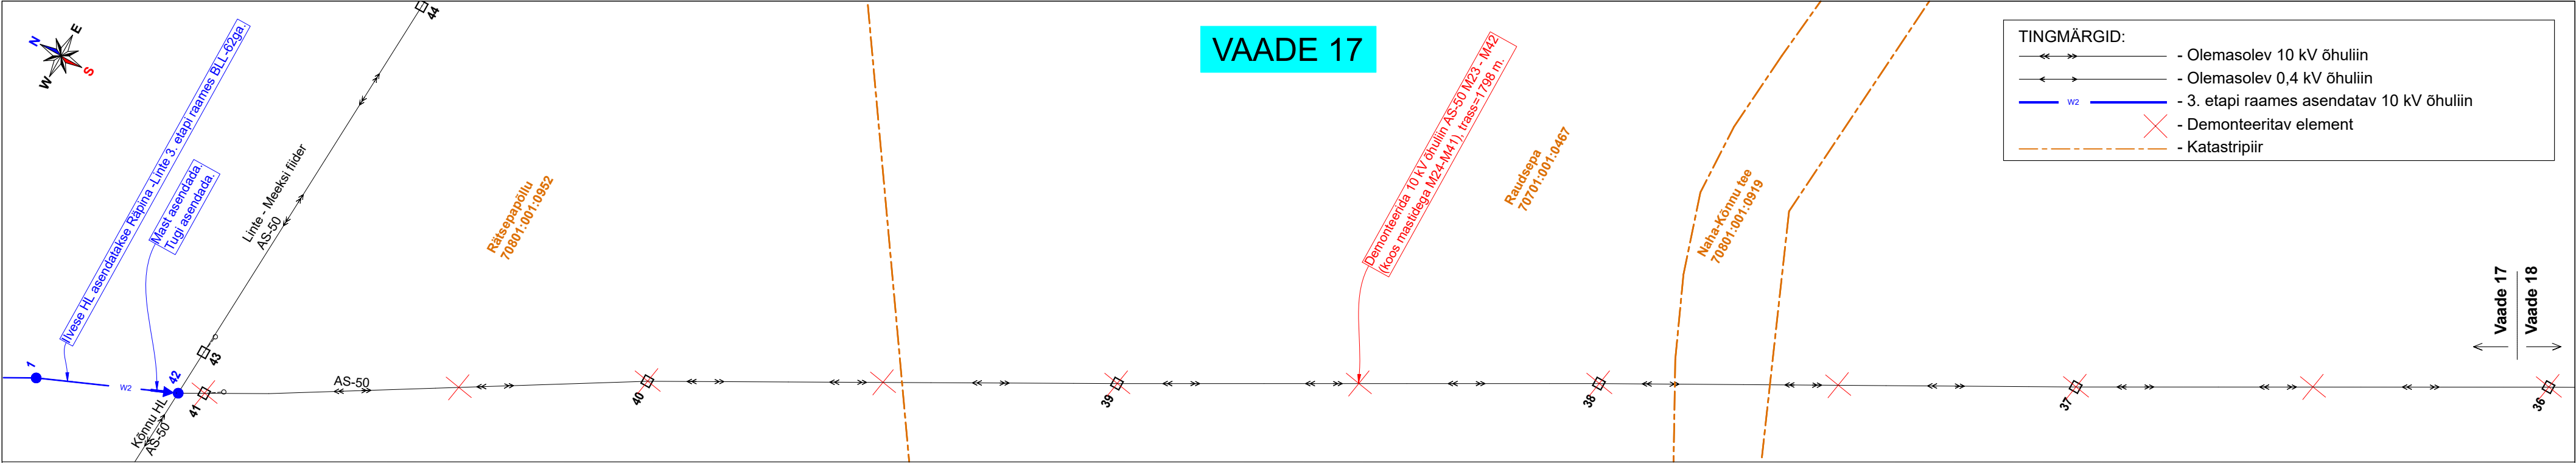 N
E
W
S
Ilvese HL asendatakse Räpina -Linte 3. etapi raames BLL-62ga.
Mast asendada.
Tugi asendada.
Linte - Meeksi fiider
AS-50
44
43
42
41
1
W2
Kõnnu HL
AS-50
AS-50
Rätsepapõllu
70801:001:0952
40
39
VAADE 17
Demonteerida 10 kV õhuliin AS-50 M23 - M42
(koos mastidega M24-M41), trass=1798 m.
Raudsepa
70701:001:0467
38
Naha-Kõnnu tee
70801:001:0919
37
36
TINGMÄRGID:
- Olemasolev 10 kV õhuliin
- Olemasolev 0,4 kV õhuliin
W2 - 3. etapi raames asendatav 10 kV õhuliin
- Demonteeritav element
- Katastripiir
Vaade 17
Vaade 18